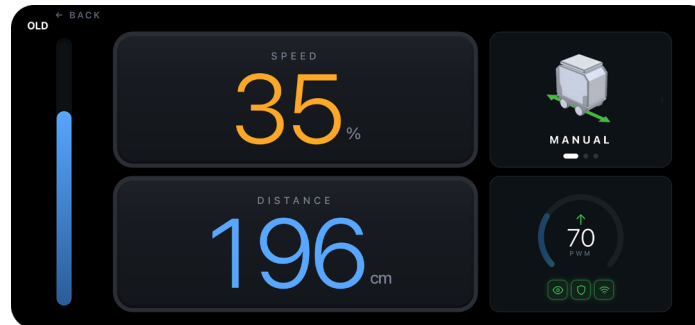 ← BACK
OLD
SPEED
35 %
MANUAL
DISTANCE
196 cm
↑
70
PWM